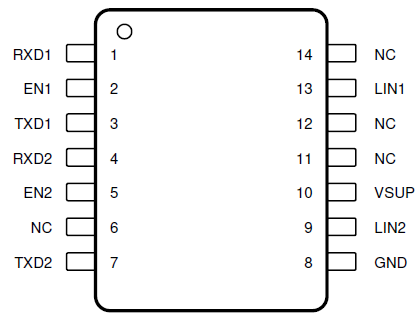 RXD1 1 14 NC
EN1 2 13 LIN1
TXD1 3 12 NC
RXD2 4 11 NC
EN2 5 10 VSUP
NC 6 9 LIN2
TXD2 7 8 GND